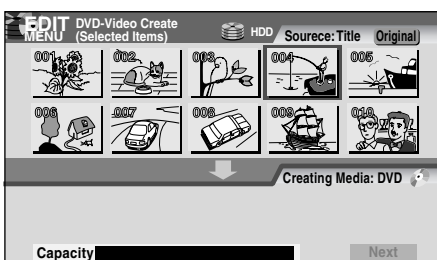 EDIT MENU DVD-Video Create (Selected Items)
HDD Sourece: Title Original
001 002 003 004 005
006 007 008 009 010
Creating Media: DVD
Capacity Next